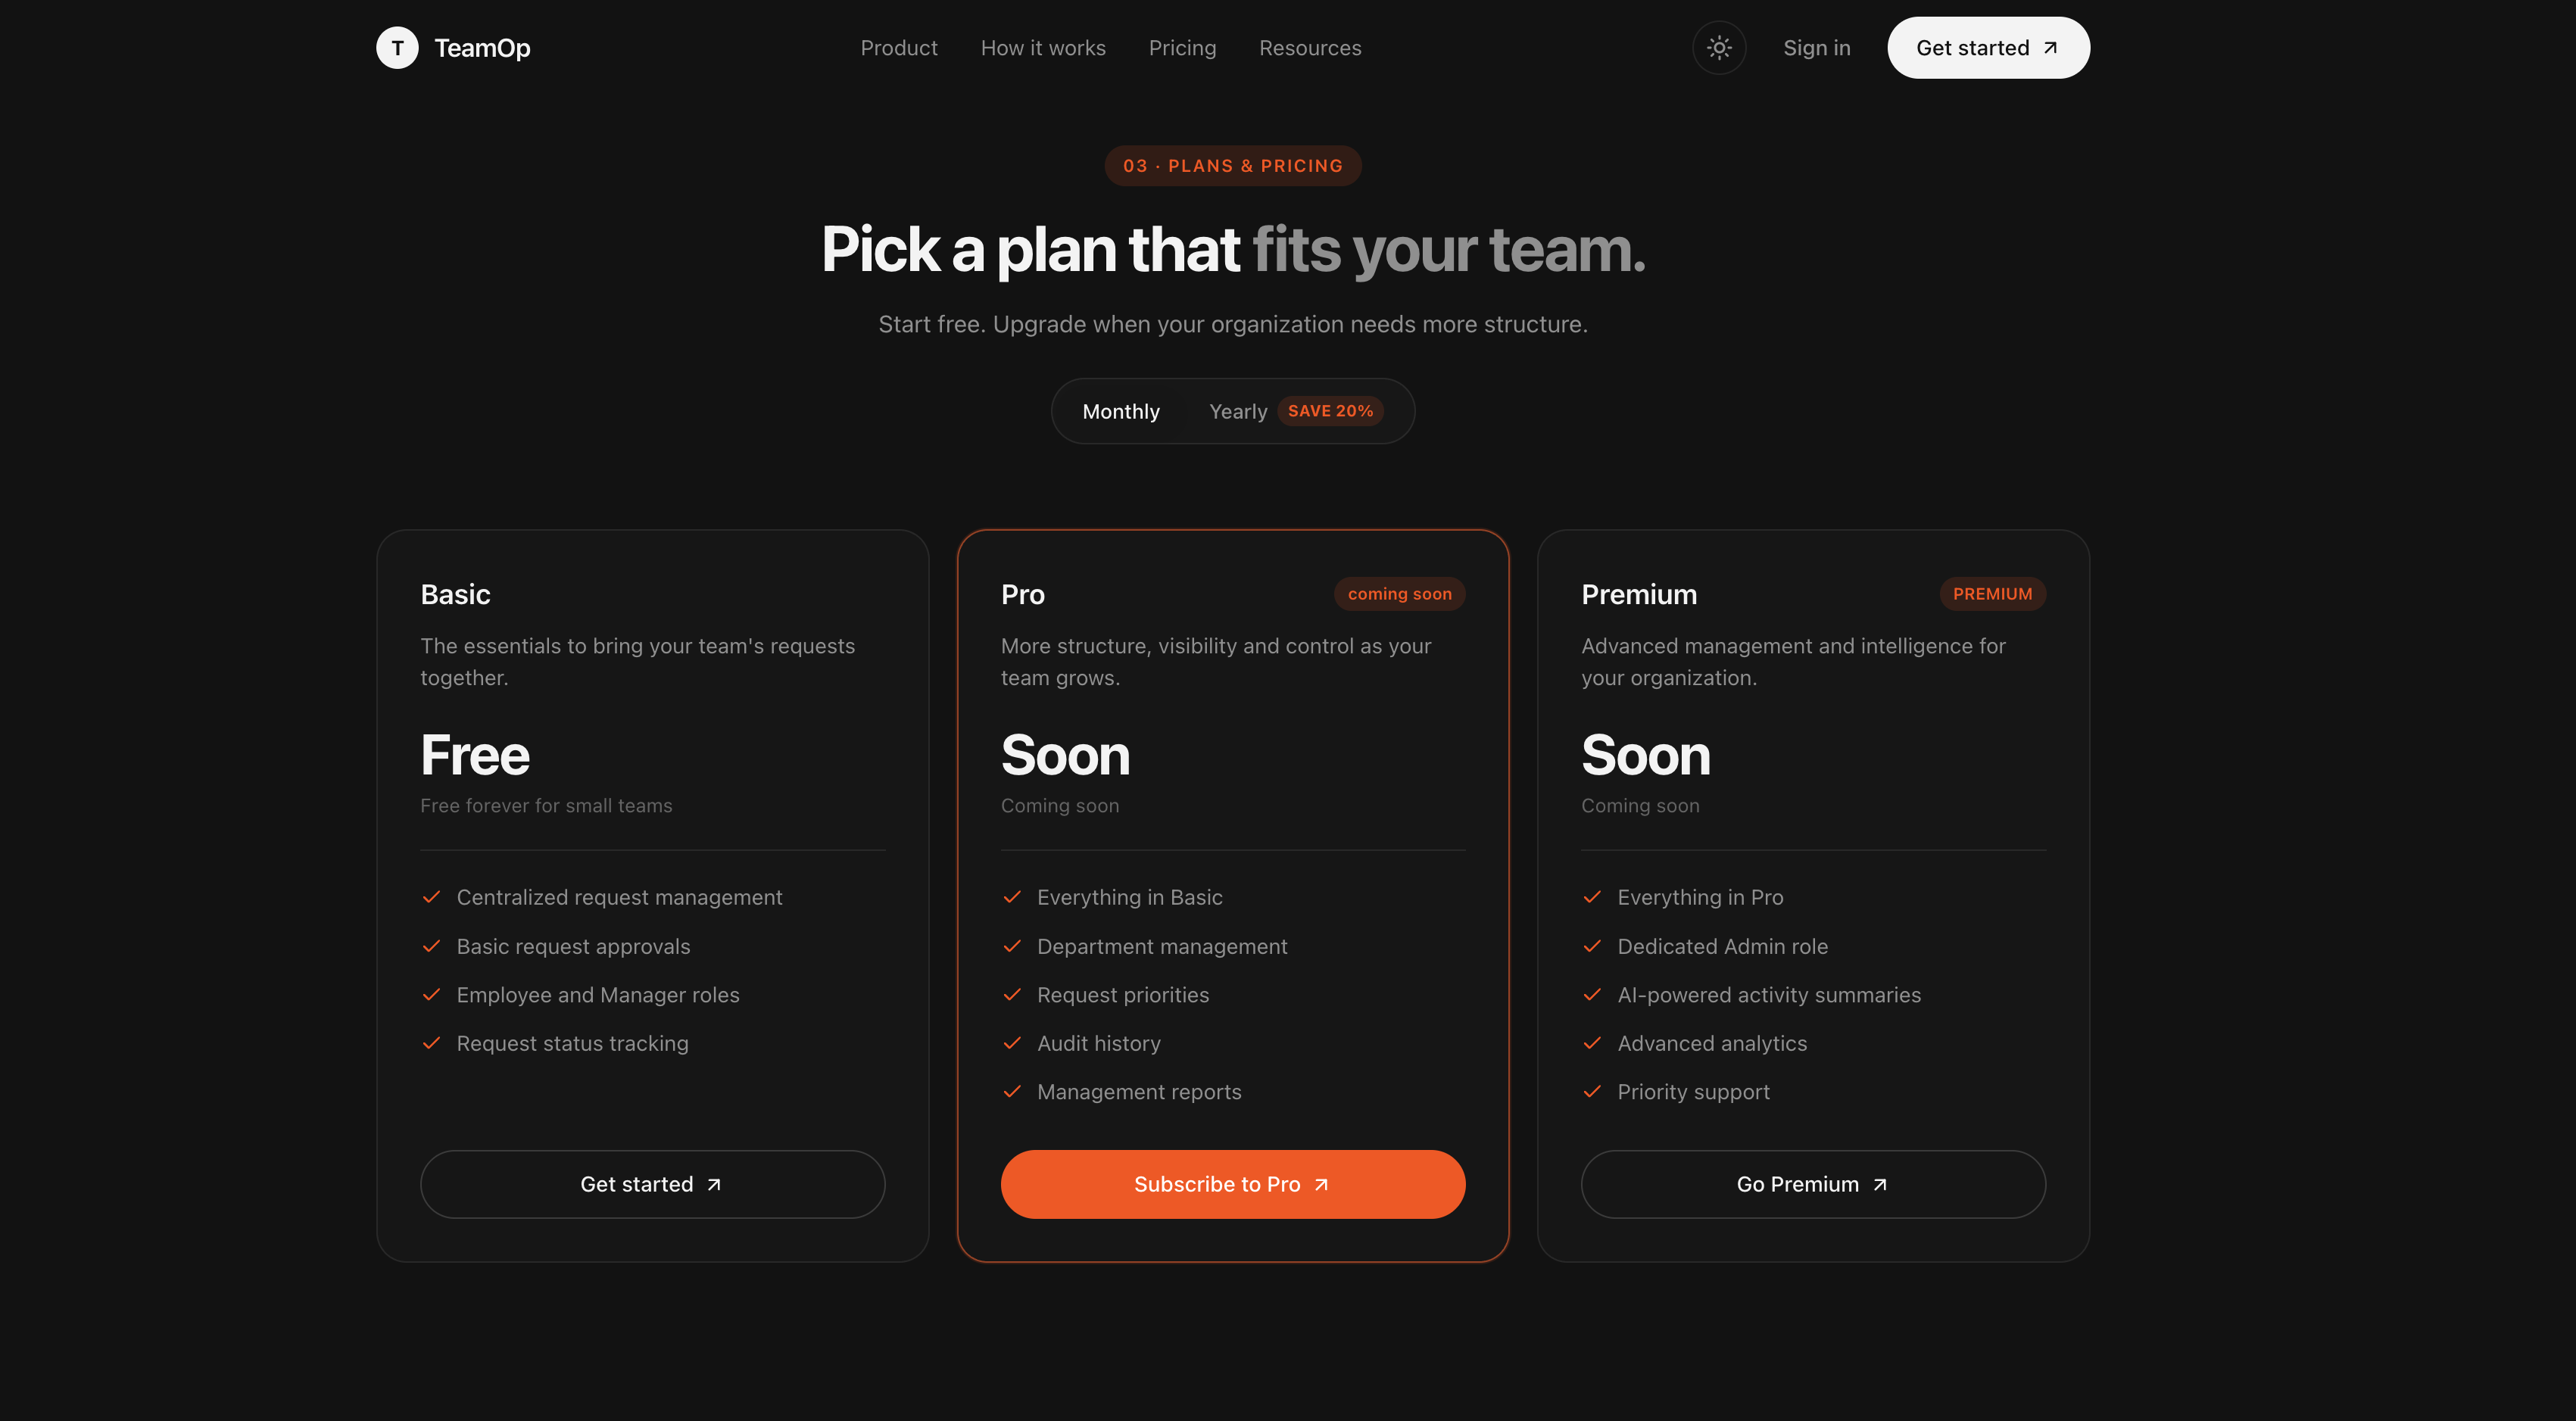 T TeamOp
Product
How it works
Pricing
Resources
Sign in
Get started
03 · PLANS & PRICING
Pick a plan that fits your team.
Start free. Upgrade when your organization needs more structure.
Monthly
Yearly SAVE 20%
Basic
The essentials to bring your team's requests
together.
Free
Free forever for small teams
Centralized request management
Basic request approvals
Employee and Manager roles
Request status tracking
Get started
Pro
coming soon
More structure, visibility and control as your
team grows.
Soon
Coming soon
Everything in Basic
Department management
Request priorities
Audit history
Management reports
Subscribe to Pro
Premium
PREMIUM
Advanced management and intelligence for
your organization.
Soon
Coming soon
Everything in Pro
Dedicated Admin role
AI-powered activity summaries
Advanced analytics
Priority support
Go Premium